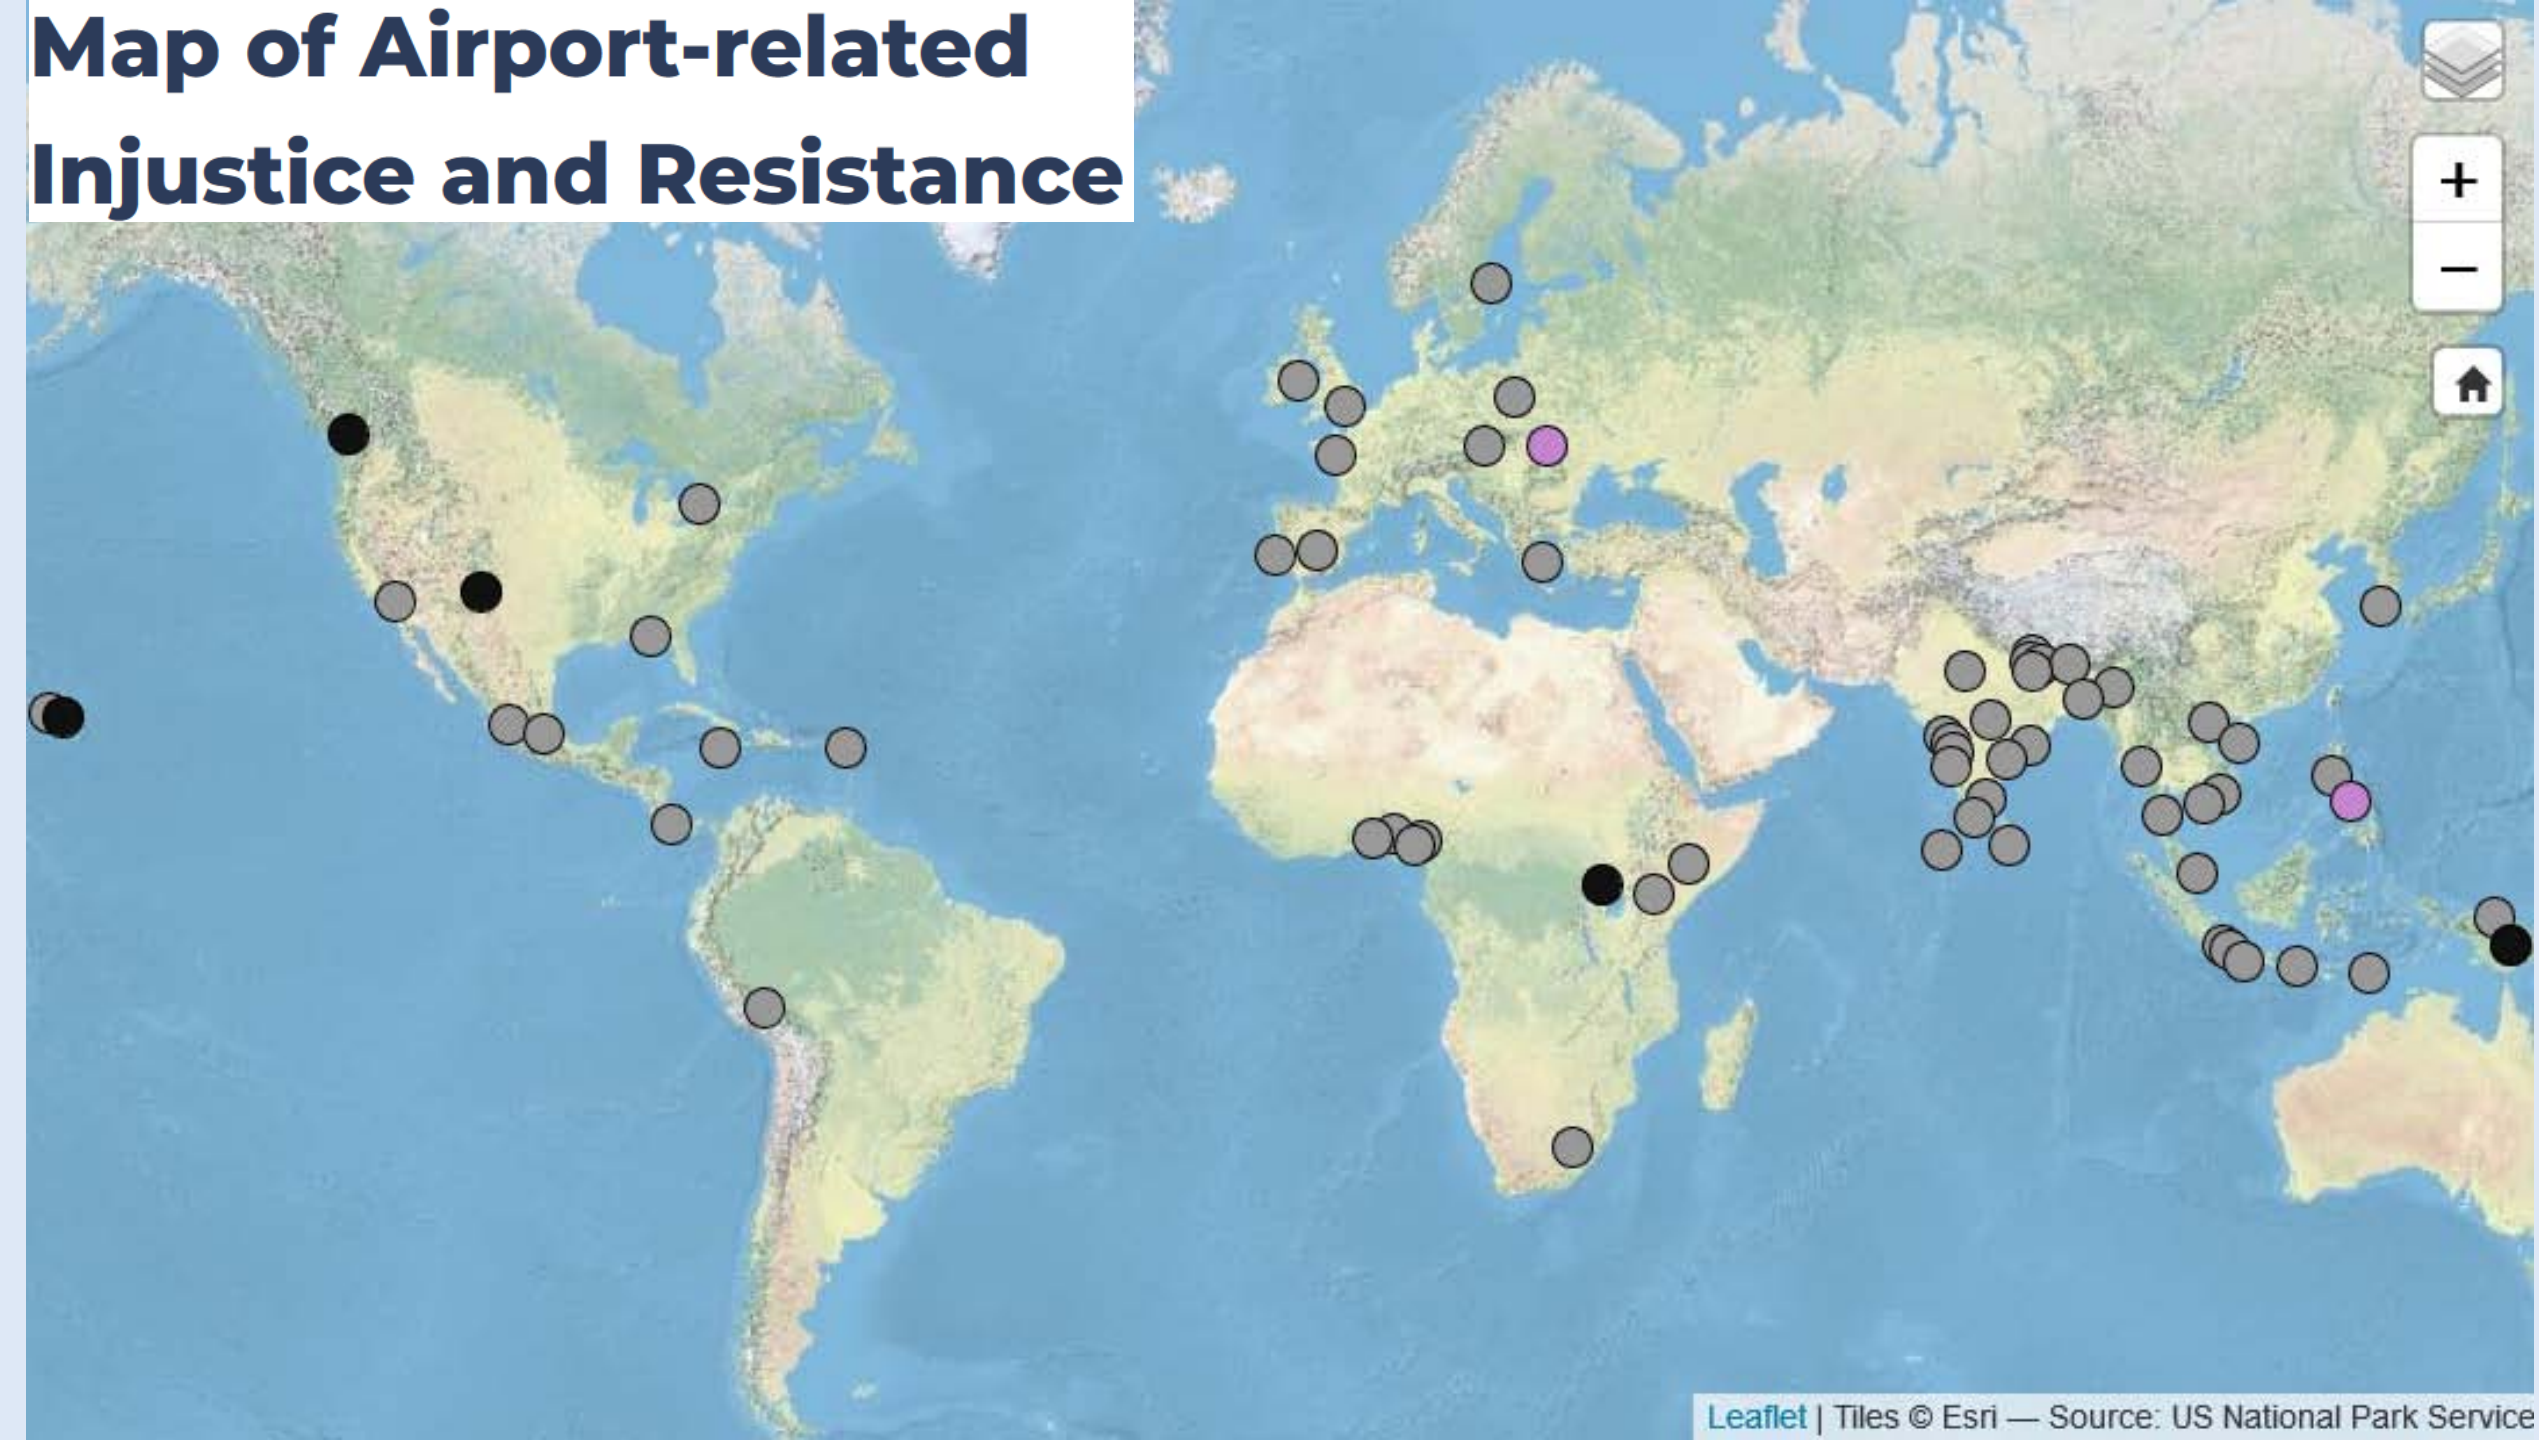 Map of Airport-related
Injustice and Resistance
+
−
Leaflet | Tiles © Esri — Source: US National Park Service